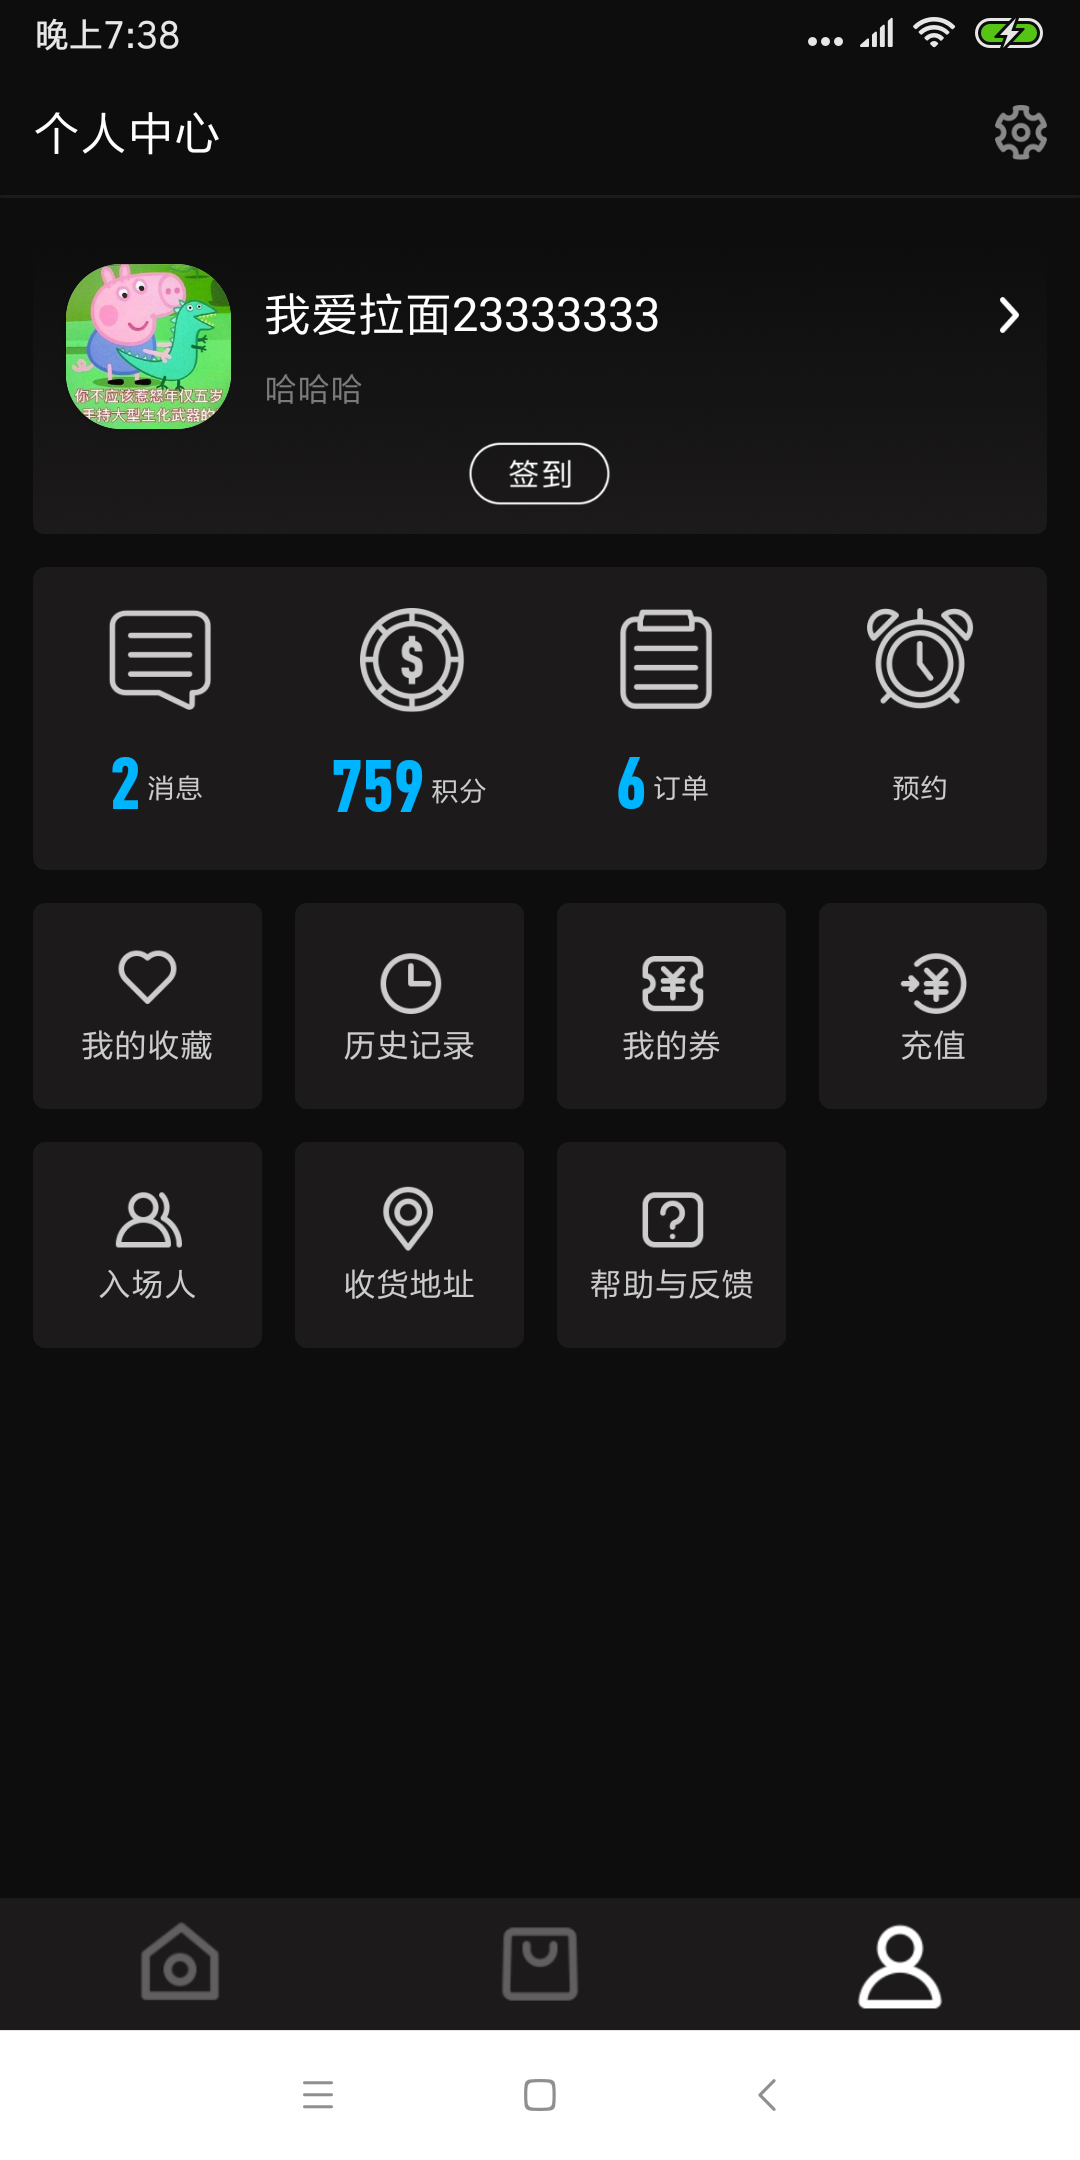 晚上7:38
个人中心
我爱拉面23333333
哈哈哈
你不应该惹怒年仅五岁
手持大型生化武器的
签到
2 消息
759 积分
6 订单
预约
我的收藏
历史记录
我的券
充值
入场人
收货地址
帮助与反馈